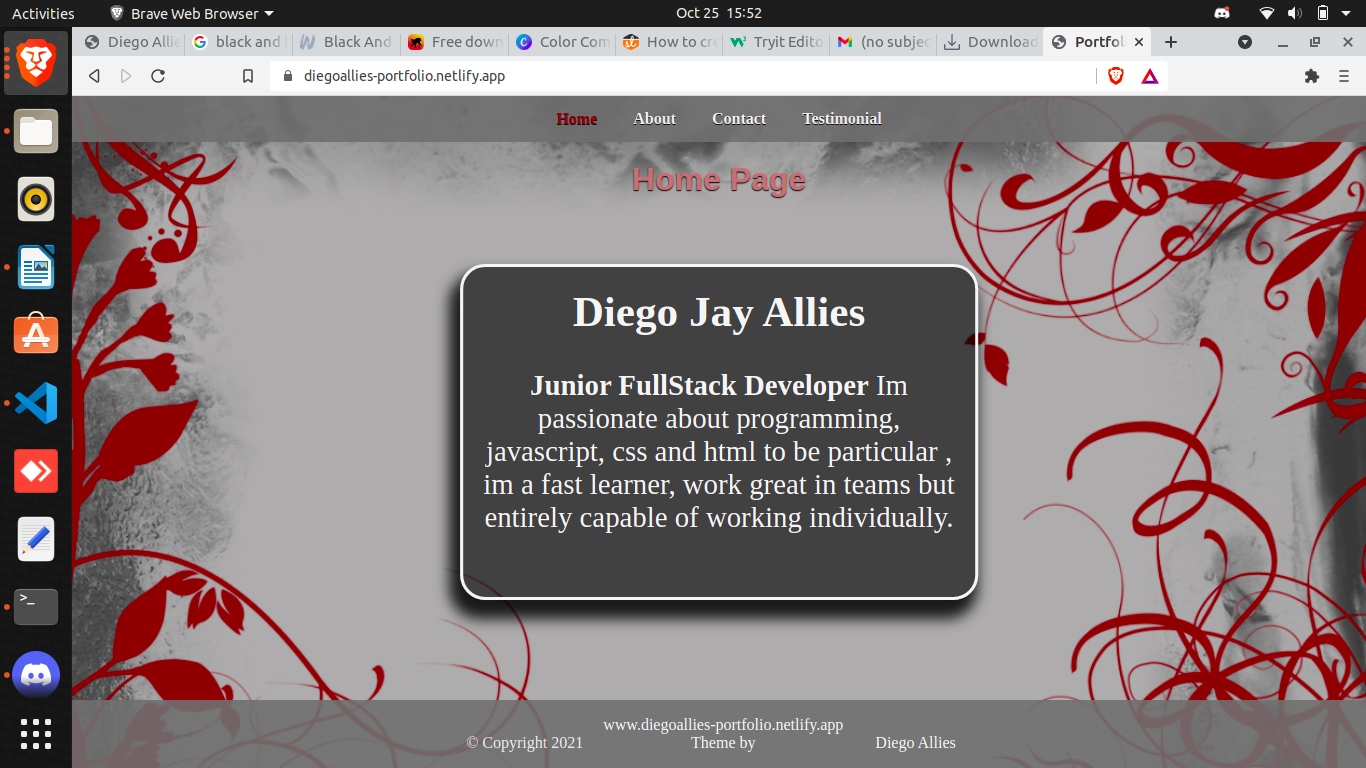 Activities
Brave Web Browser
Oct 25 15:52
Diego Allie
black and
Black And
Free down
Color Com
How to cr
Tryit Edito
(no subjec
Download
Portfol
diegoallies-portfolio.netlify.app
Home
About
Contact
Testimonial
Home Page
Diego Jay Allies
Junior FullStack Developer Im
passionate about programming,
javascript, css and html to be particular ,
im a fast learner, work great in teams but
entirely capable of working individually.
www.diegoallies-portfolio.netlify.app
© Copyright 2021
Theme by
Diego Allies